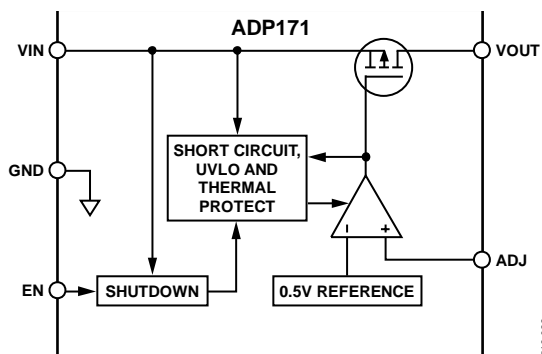 ADP171
VIN
VOUT
SHORT CIRCUIT,
UVLO AND
THERMAL
PROTECT
GND
– +
ADJ
EN
SHUTDOWN
0.5V REFERENCE